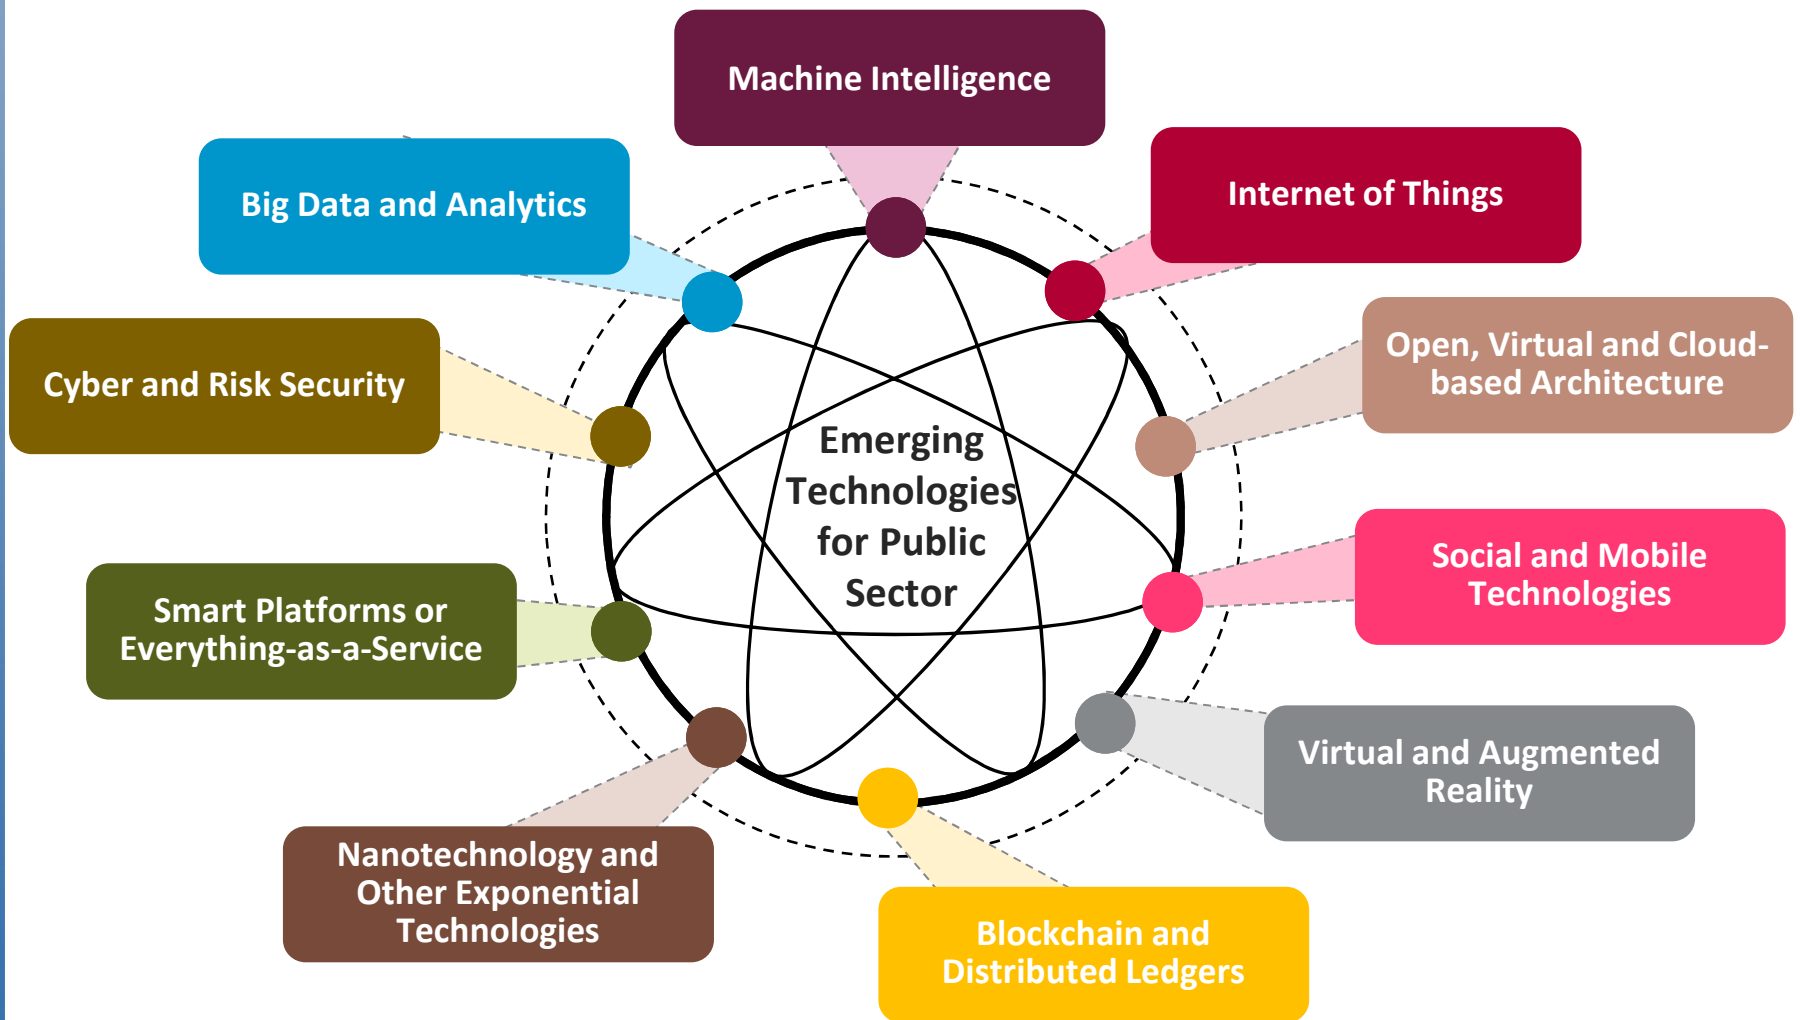 Machine Intelligence
Internet of Things
Big Data and Analytics
Open, Virtual and Cloud-
based Architecture
Cyber and Risk Security
Emerging
Technologies
for Public
Sector
Social and Mobile
Technologies
Smart Platforms or
Everything-as-a-Service
Virtual and Augmented
Reality
Nanotechnology and
Other Exponential
Technologies
Blockchain and
Distributed Ledgers